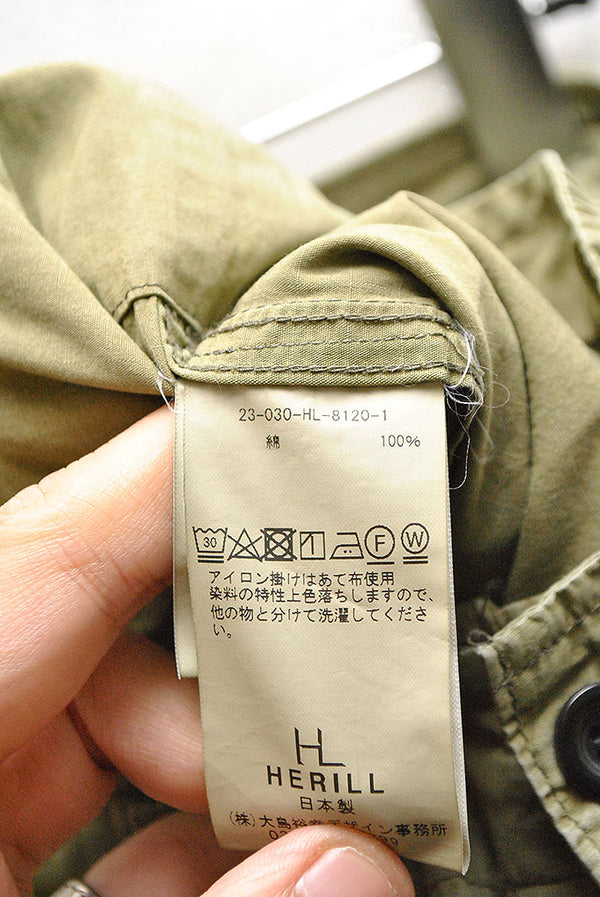 23-030-HL-8120-1
綿 100%
30 F W
アイロン掛けはあて布使用
染料の特性上色落ちしますので、
他の物と分けて洗濯してくださ
い。
HL
HERILL
日本製
(株)大島裕幸デザイン事務所